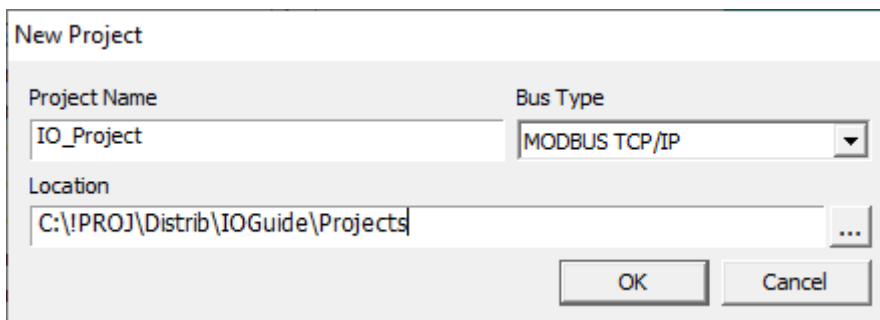 New Project
Project Name
Bus Type
IO_Project
MODBUS TCP/IP
Location
C:\!PROJ\Distrib\IOGuide\Projects
...
OK
Cancel